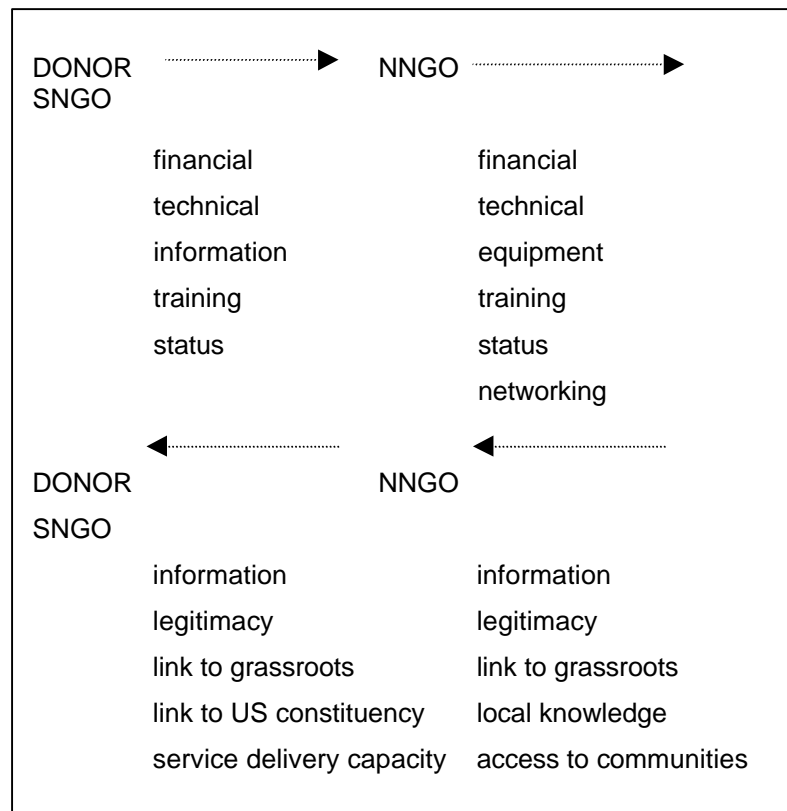 DONOR NNGO
SNGO
financial financial
technical technical
information equipment
training training
status status
networking
DONOR NNGO
SNGO
information information
legitimacy legitimacy
link to grassroots link to grassroots
link to US constituency local knowledge
service delivery capacity access to communities